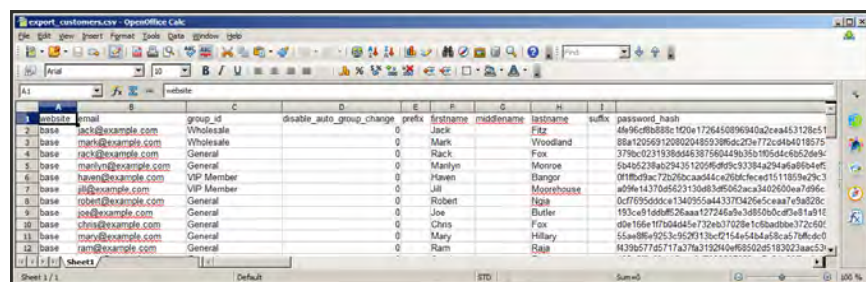 export_customers.csv - OpenOffice Calc
File Edit View Insert Format Tools Data Window Help
Find
Arial 10 B I U
A1 fx Σ = website
A B C D E F G H I
1 website email group_id disable_auto_group_change prefix firstname middlename lastname suffix password_hash
2 base jack@example.com Wholesale 0 Jack Fitz
3 base mark@example.com Wholesale 0 Mark Woodland
4 base rack@example.com General 0 Rack Fox
5 base marilyn@example.com General 0 Marilyn Monroe
6 base haven@example.com VIP Member 0 Haven Bangor
7 base jill@example.com VIP Member 0 Jill Moorehouse
8 base robert@example.com General 0 Robert Ngia
9 base joe@example.com General 0 Joe Butler
10 base chris@example.com General 0 Chris Fox
11 base mary@example.com General 0 Mary Hillary
12 base ram@example.com General 0 Ram Raja
Sheet1
Sheet 1 / 1 Default STD Sum=0 100 %